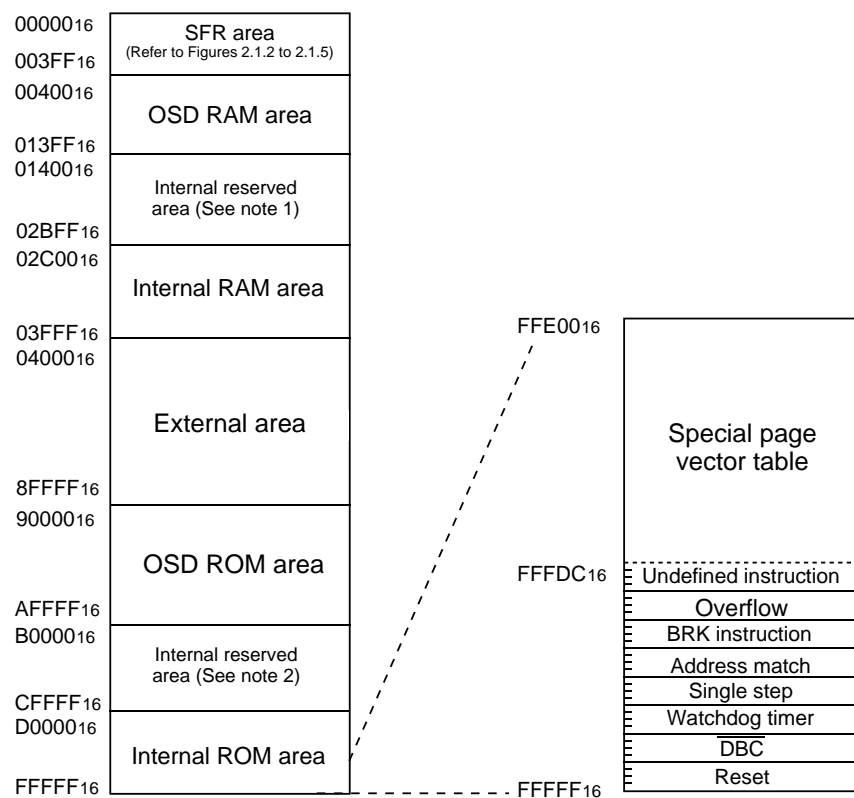 00000₁₆
SFR area
(Refer to Figures 2.1.2 to 2.1.5)
003FF₁₆
00400₁₆
OSD RAM area
013FF₁₆
01400₁₆
Internal reserved
area (See note 1)
02BFF₁₆
02C00₁₆
Internal RAM area
03FFF₁₆
04000₁₆
External area
8FFFF₁₆
90000₁₆
OSD ROM area
AFFFF₁₆
B0000₁₆
Internal reserved
area (See note 2)
CFFFF₁₆
D0000₁₆
Internal ROM area
FFFFF₁₆
FFE00₁₆
Special page
vector table
FFFDC₁₆
Undefined instruction
Overflow
BRK instruction
Address match
Single step
Watchdog timer
D̅B̅C̅
Reset
FFFFF₁₆